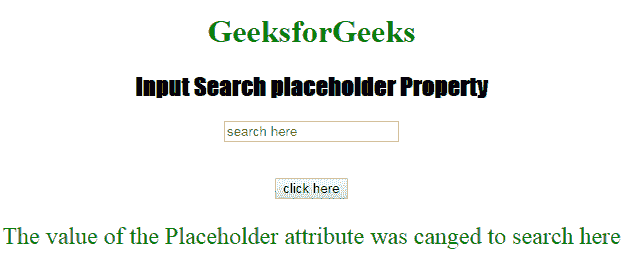 GeeksforGeeks
Input Search placeholder Property
search here
click here
The value of the Placeholder attribute was canged to search here